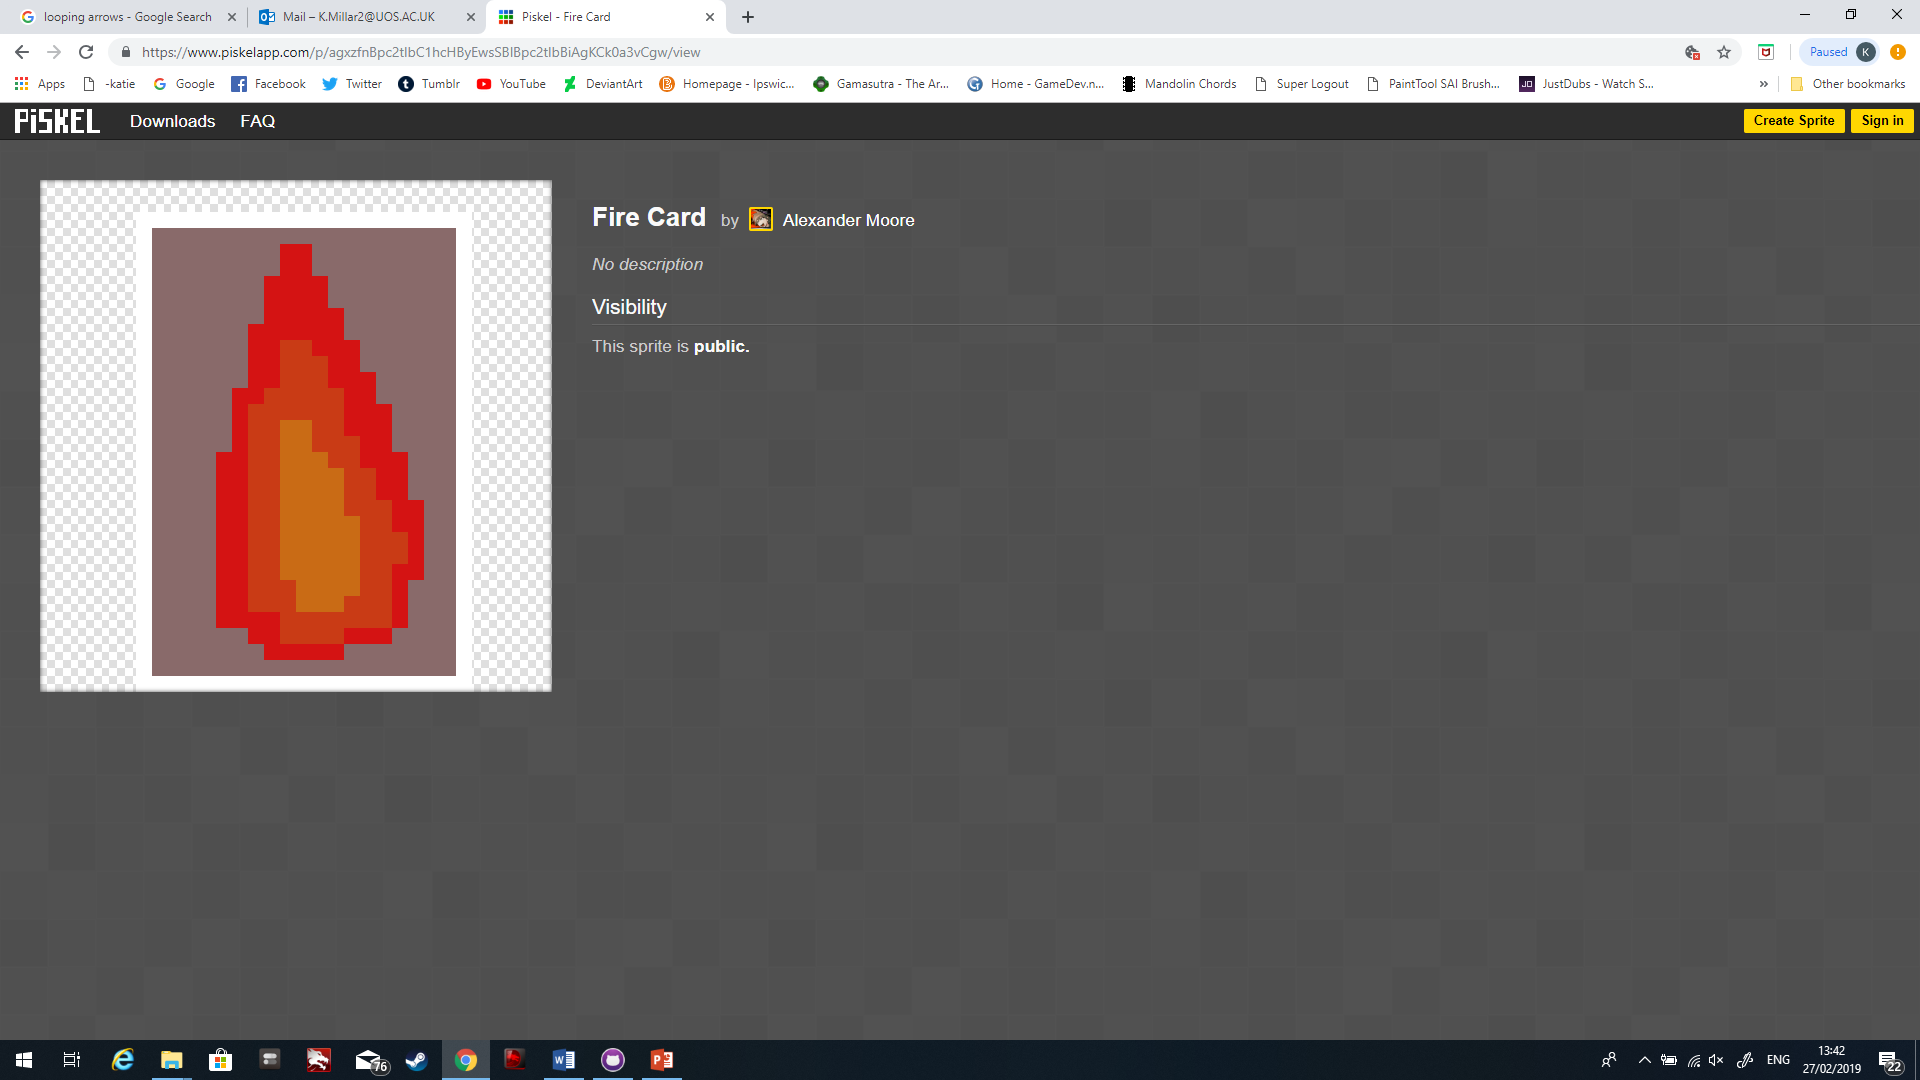 looping arrows - Google Search
Mail – K.Millar2@UOS.AC.UK
Piskel - Fire Card
https://www.piskelapp.com/p/agxzfnBpc2tlbC1hcHByEwsSBlBpc2tlbBiAgKCk0a3vCgw/view
Paused K
Apps -katie Google Facebook Twitter Tumblr YouTube DeviantArt Homepage - Ipswic... Gamasutra - The Ar... Home - GameDev.n... Mandolin Chords Super Logout PaintTool SAI Brush... JustDubs - Watch S... » Other bookmarks
PiSKEL Downloads FAQ Create Sprite Sign in
Fire Card by Alexander Moore
No description
Visibility
This sprite is public.
76
ENG
13:42
27/02/2019
22